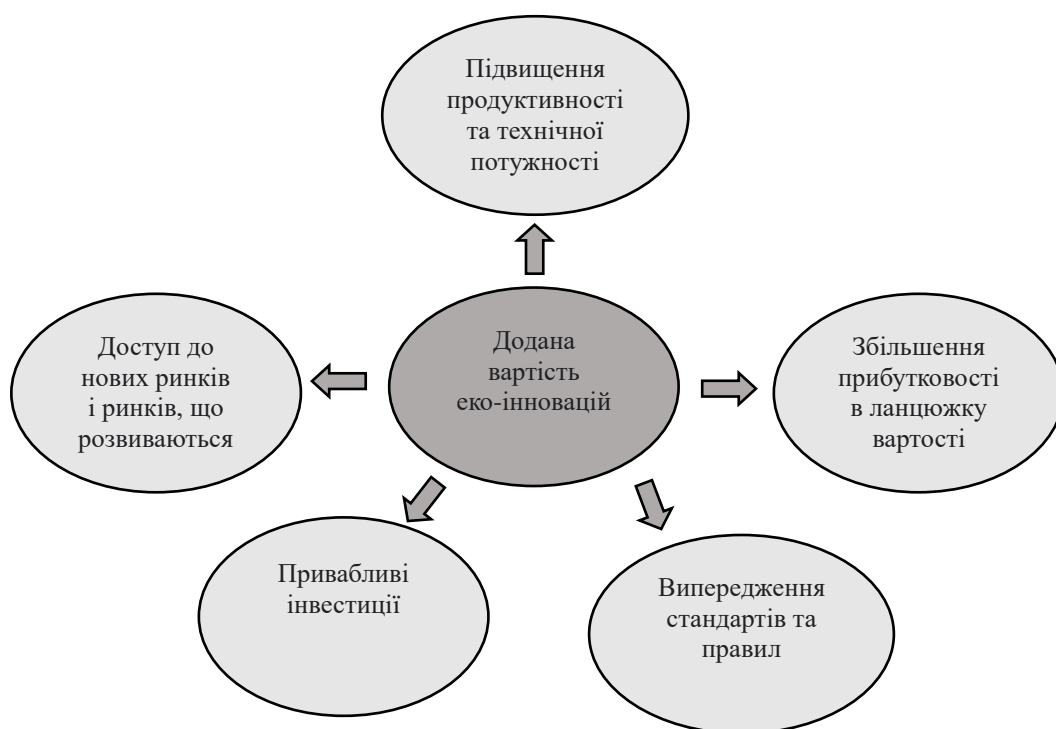 Підвищення
продуктивності
та технічної
потужності
Доступ до
нових ринків
і ринків, що
розвиваються
Додана
вартість
еко-інновацій
Збільшення
прибутковості
в ланцюжку
вартості
Привабливі
інвестиції
Випередження
стандартів та
правил